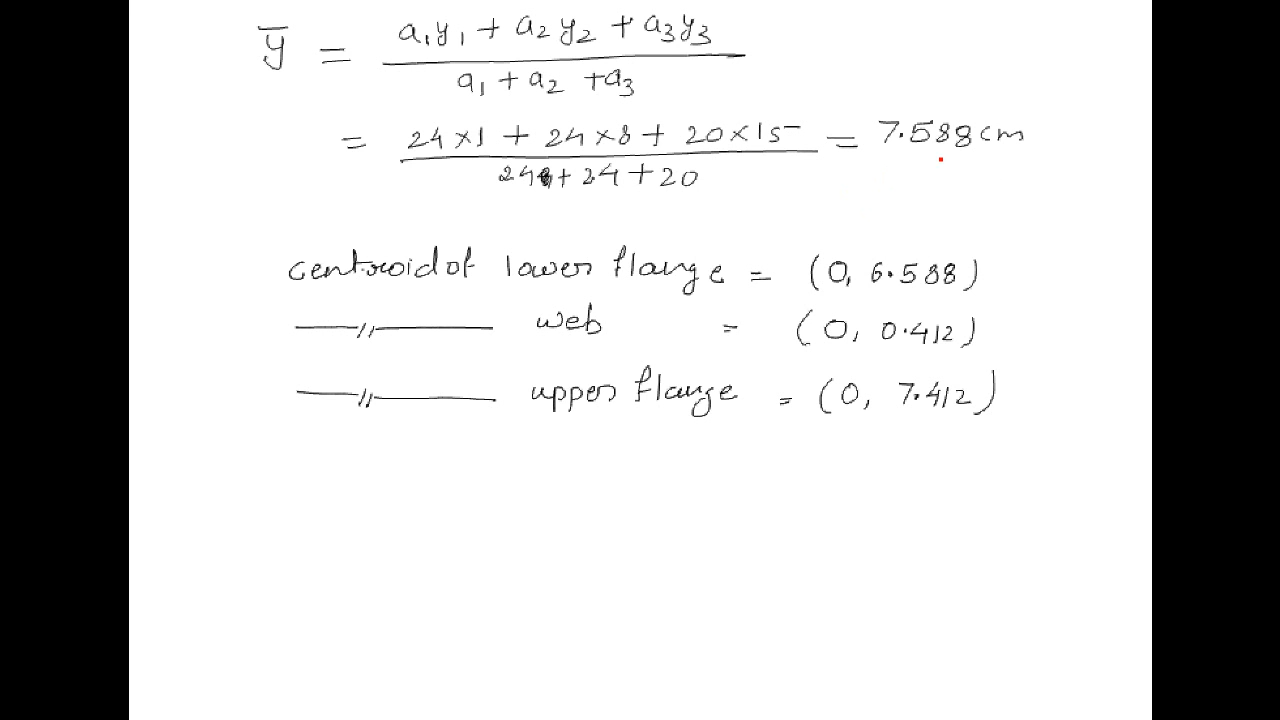 ȳ = a₁y₁ + a₂y₂ + a₃y₃
a₁ + a₂ + a₃
= 24×1 + 24×8 + 20×15 = 7.588 cm
24 + 24 + 20
centroid of lower flange = (0, 6.588)
—〃— web = (0, 0.412)
—〃— upper flange = (0, 7.412)